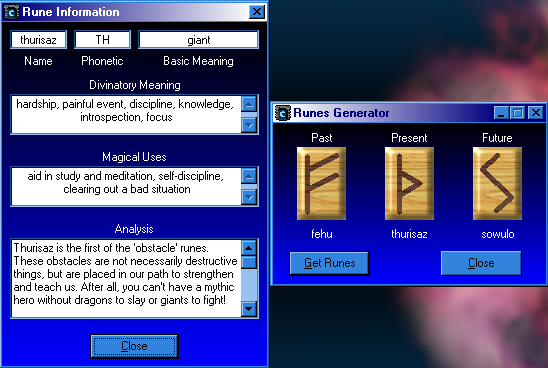 Rune Information
thurisaz TH giant
Name Phonetic Basic Meaning
Divinatory Meaning
hardship, painful event, discipline, knowledge,
introspection, focus
Magical Uses
aid in study and meditation, self-discipline,
clearing out a bad situation
Analysis
Thurisaz is the first of the 'obstacle' runes.
These obstacles are not necessarily destructive
things, but are placed in our path to strengthen
and teach us. After all, you can't have a mythic
hero without dragons to slay or giants to fight!
Close
Runes Generator
Past Present Future
fehu thurisaz sowulo
Get Runes Close